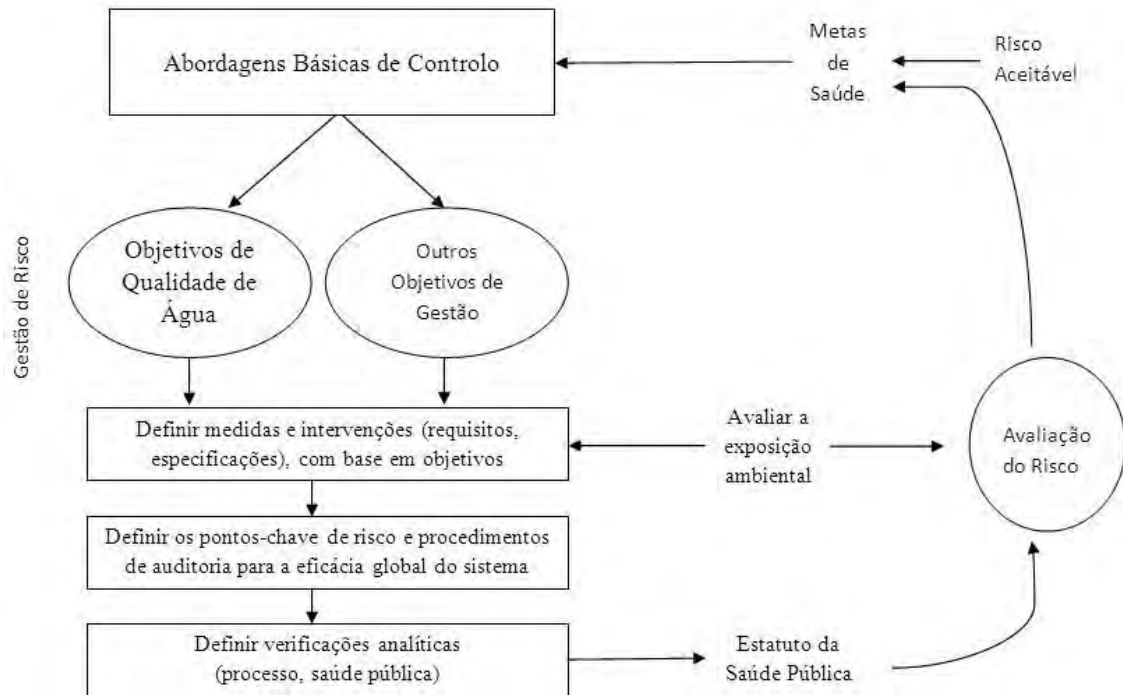 Abordagens Básicas de Controlo
Metas
de
Saúde
Risco
Aceitável
Gestão de Risco
Objetivos de
Qualidade de
Água
Outros
Objetivos de
Gestão
Definir medidas e intervenções (requisitos,
especificações), com base em objetivos
Avaliar a
exposição
ambiental
Avaliação
do Risco
Definir os pontos-chave de risco e procedimentos
de auditoria para a eficácia global do sistema
Definir verificações analíticas
(processo, saúde pública)
Estatuto da
Saúde Pública